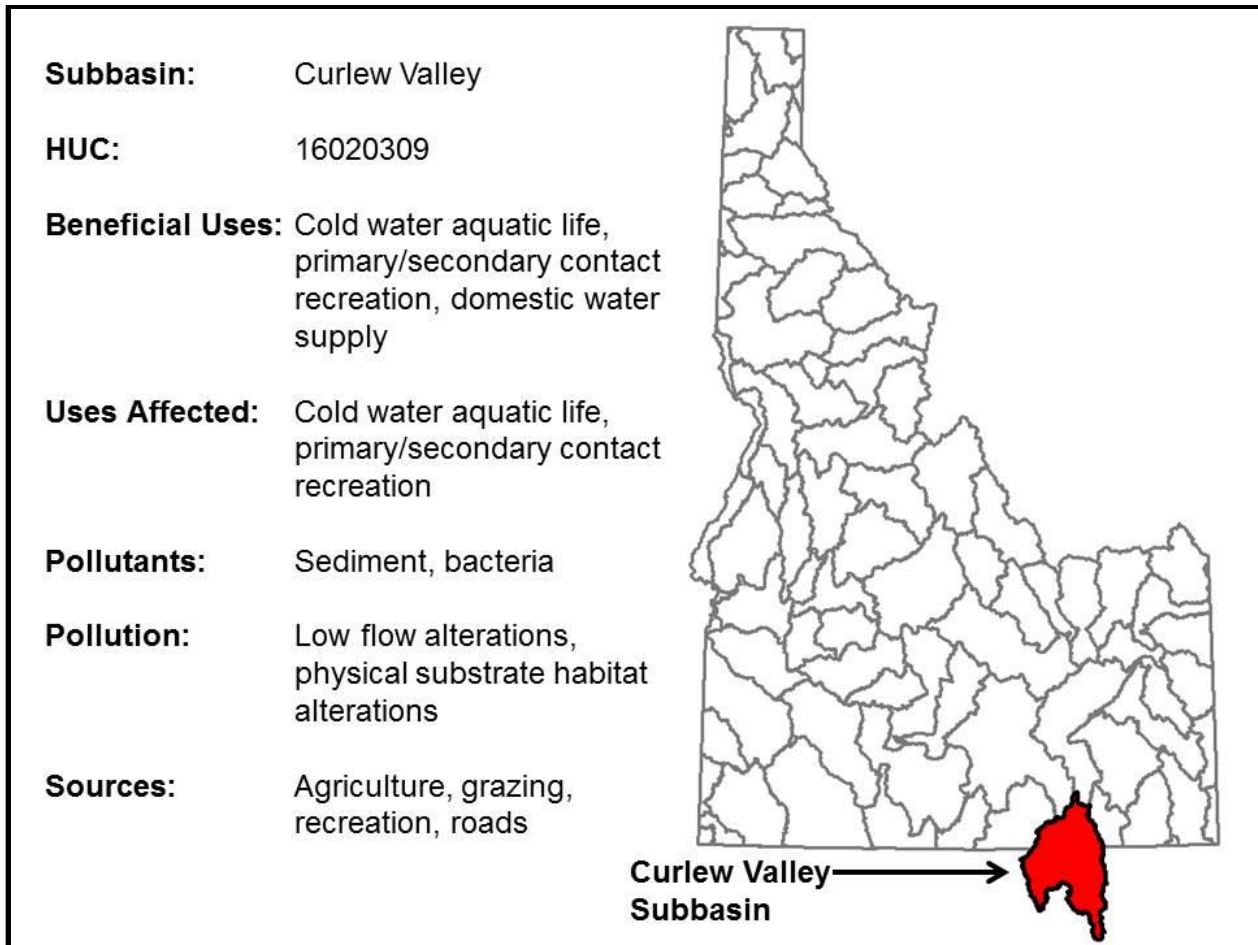 Subbasin: Curlew Valley
HUC: 16020309
Beneficial Uses: Cold water aquatic life,
primary/secondary contact
recreation, domestic water
supply
Uses Affected: Cold water aquatic life,
primary/secondary contact
recreation
Pollutants: Sediment, bacteria
Pollution: Low flow alterations,
physical substrate habitat
alterations
Sources: Agriculture, grazing,
recreation, roads
Curlew Valley
Subbasin